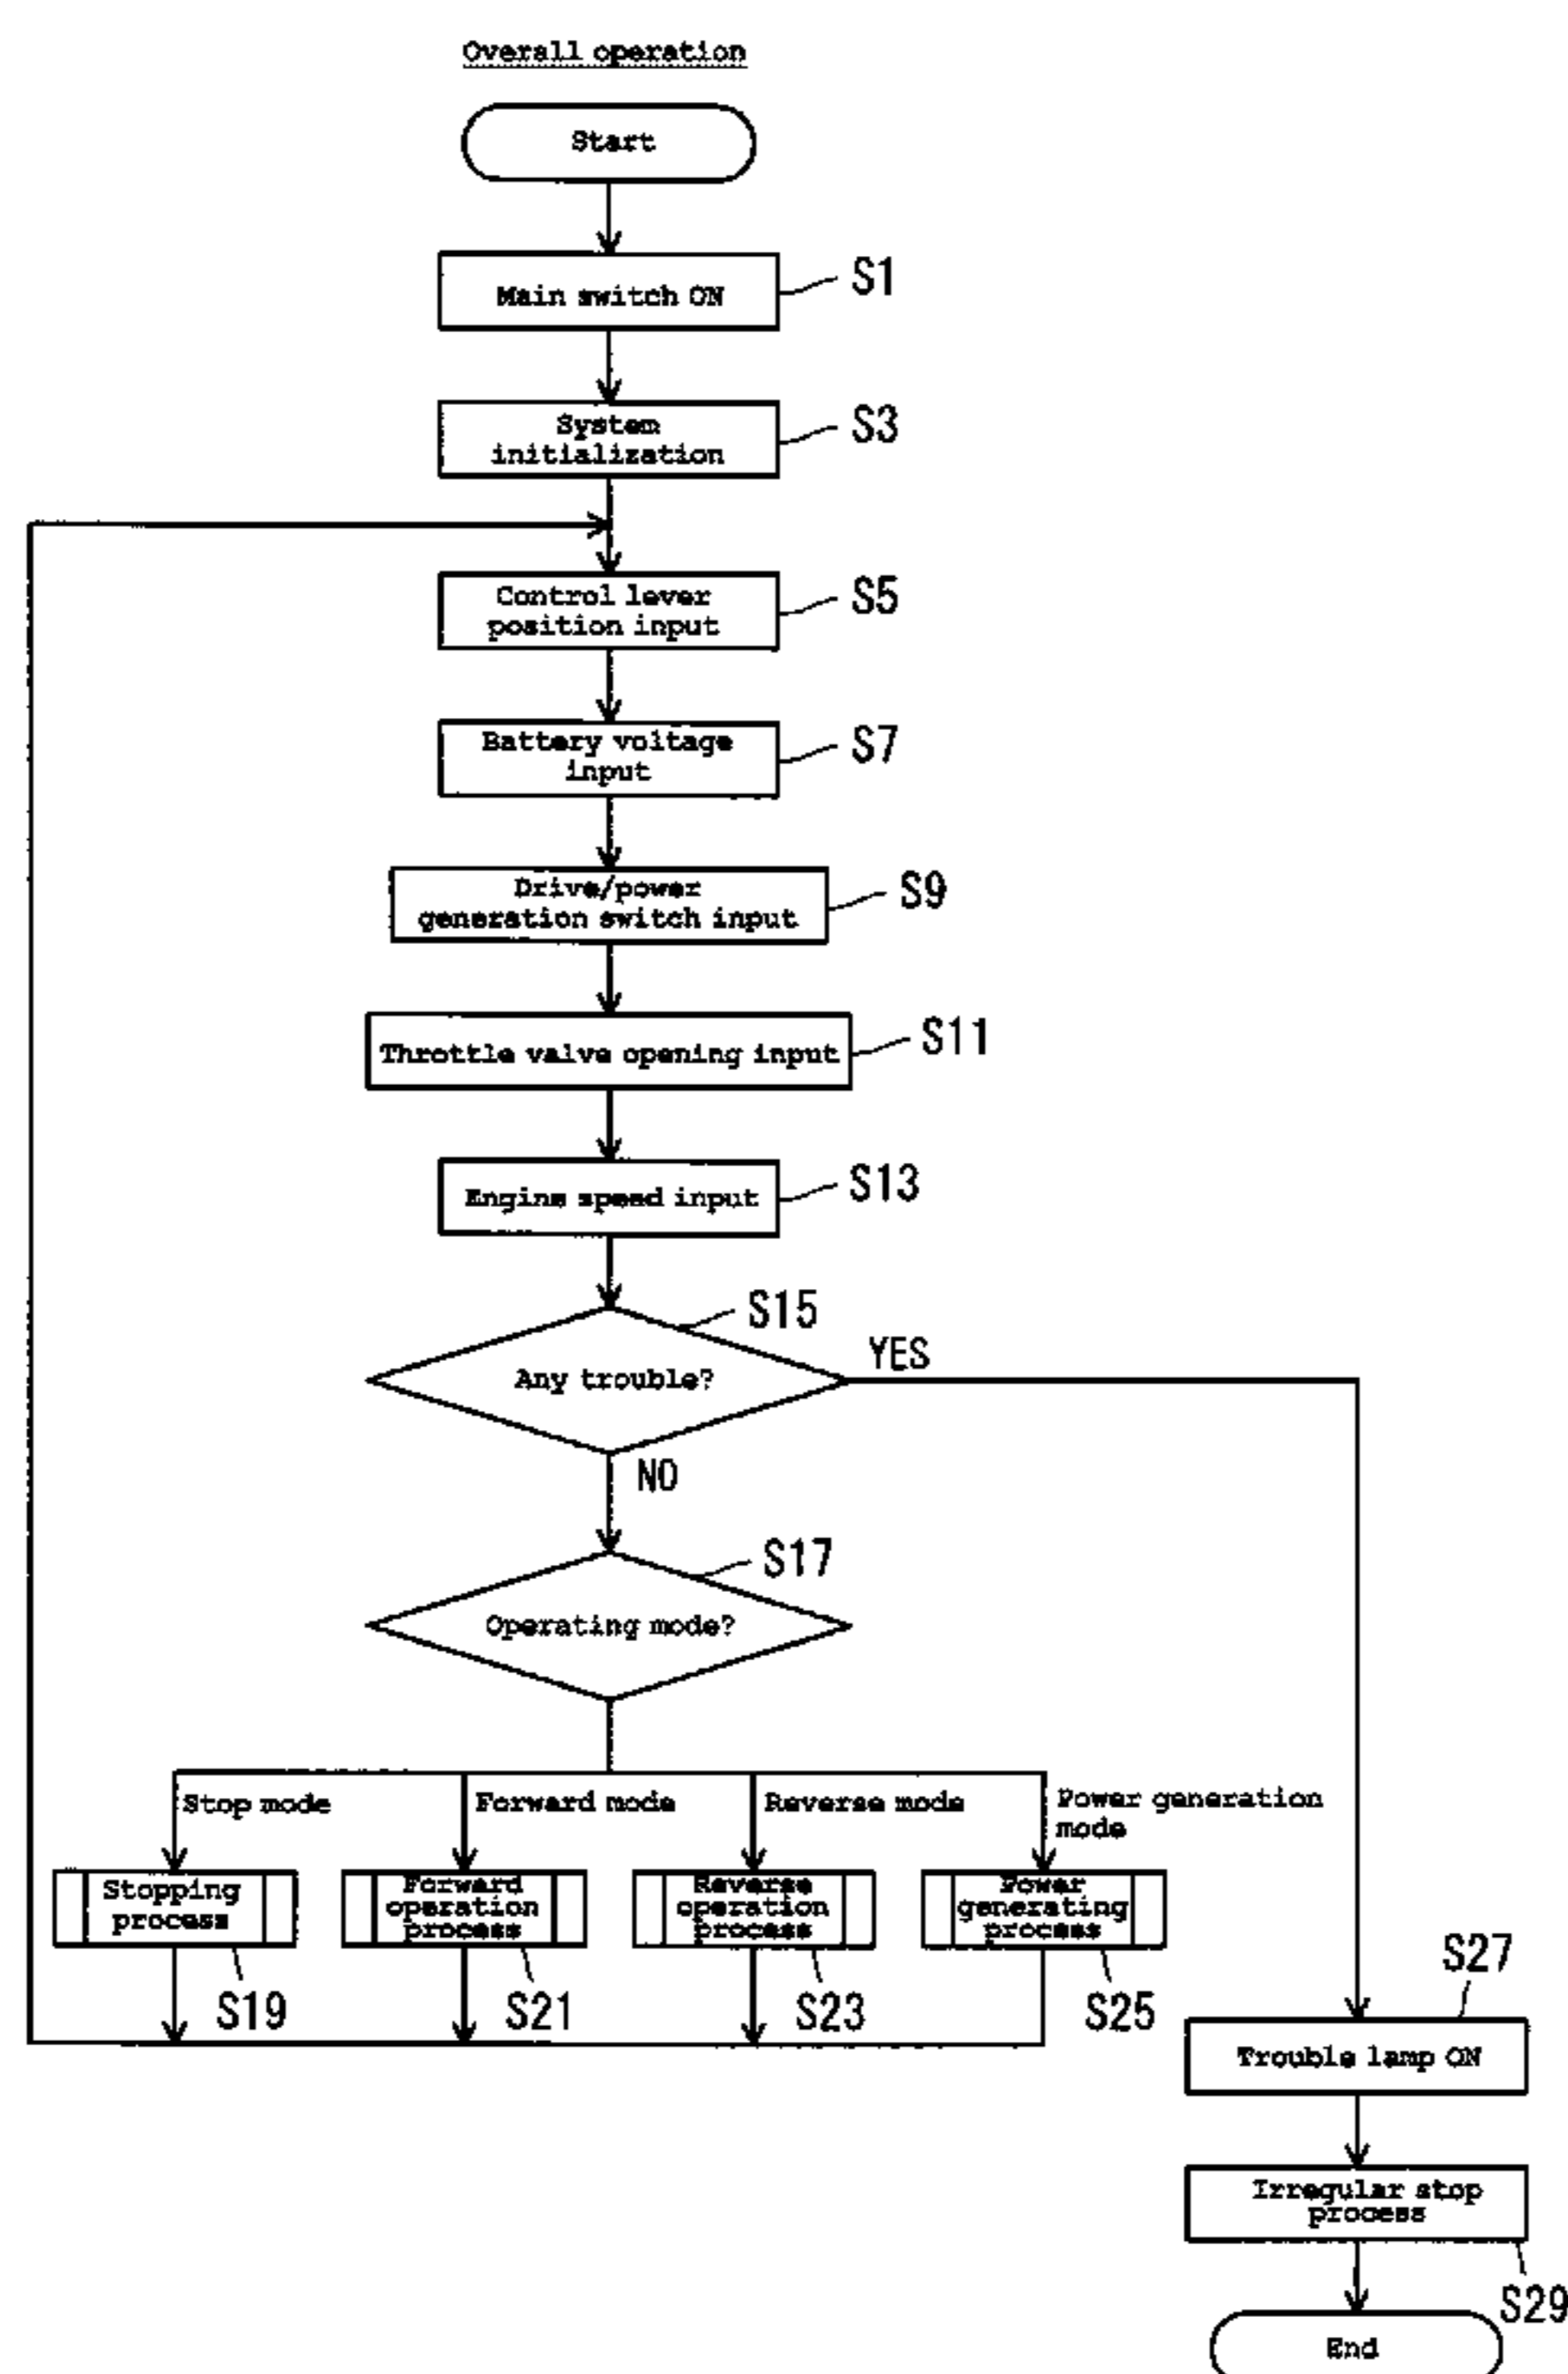 Overall operation
Start
Main switch ON
S1
System
initialization
S3
Control lever
position input
S5
Battery voltage
input
S7
Drive/power
generation switch input
S9
Throttle valve opening input
S11
Engine speed input
S13
S15
Any trouble?
YES
NO
S17
Operating mode?
Stop mode
Forward mode
Reverse mode
Power generation
mode
Stopping
process
S19
Forward
operation
process
S21
Reverse
operation
process
S23
Power
generating
process
S25
S27
Trouble lamp ON
Irregular stop
process
S29
End